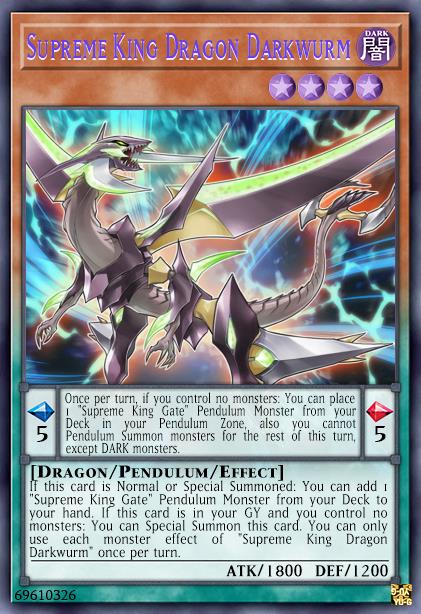 Supreme King Dragon Darkwurm
DARK
闇
Once per turn, if you control no monsters: You can place
1 "Supreme King Gate" Pendulum Monster from your
Deck in your Pendulum Zone, also you cannot
Pendulum Summon monsters for the rest of this turn,
except DARK monsters.
5
5
[Dragon/Pendulum/Effect]
If this card is Normal or Special Summoned: You can add 1
"Supreme King Gate" Pendulum Monster from your Deck to
your hand. If this card is in your GY and you control no
monsters: You can Special Summon this card. You can only
use each monster effect of "Supreme King Dragon
Darkwurm" once per turn.
ATK/1800 DEF/1200
69610326